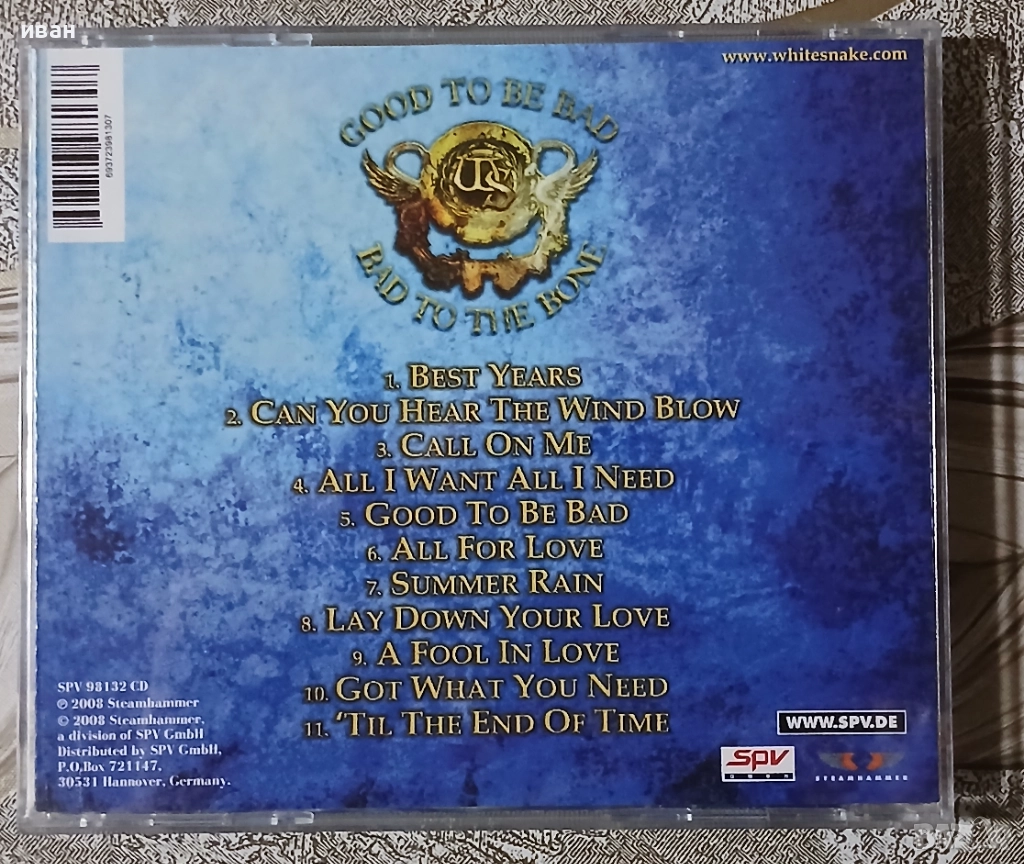 иван
www.whitesnake.com
693723981307
GOOD TO BE BAD
WS
BAD TO THE BONE
1. BEST YEARS
2. CAN YOU HEAR THE WIND BLOW
3. CALL ON ME
4. ALL I WANT ALL I NEED
5. GOOD TO BE BAD
6. ALL FOR LOVE
7. SUMMER RAIN
8. LAY DOWN YOUR LOVE
9. A FOOL IN LOVE
10. GOT WHAT YOU NEED
11. 'TIL THE END OF TIME
SPV 98132 CD
℗ 2008 Steamhammer
© 2008 Steamhammer,
a division of SPV GmbH
Distributed by SPV GmbH,
P.O.Box 721147,
30531 Hannover, Germany.
WWW.SPV.DE
SPV
STEAMHAMMER